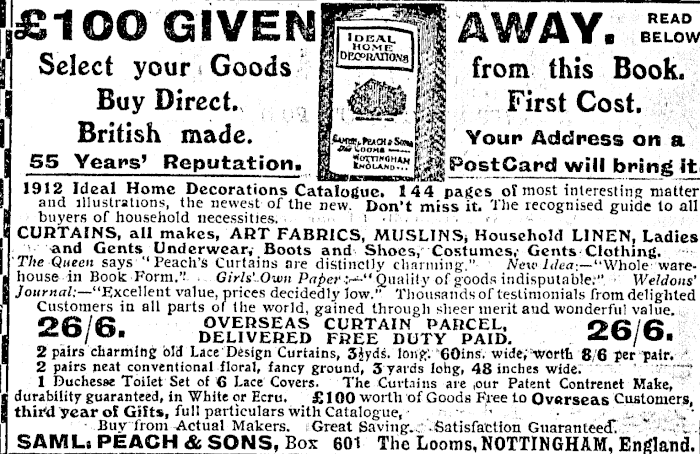 £100 GIVEN AWAY. READ BELOW
Select your Goods from this Book.
Buy Direct. First Cost.
British made. Your Address on a
55 Years' Reputation. PostCard will bring it.
IDEAL
HOME
DECORATIONS
SAML. PEACH & SONS
The Looms
NOTTINGHAM
ENGLAND
1912 Ideal Home Decorations Catalogue. 144 pages of most interesting matter
and illustrations, the newest of the new. Don't miss it. The recognised guide to all
buyers of household necessities.
CURTAINS, all makes, ART FABRICS, MUSLINS, Household LINEN, Ladies
and Gents Underwear, Boots and Shoes, Costumes, Gents Clothing.
The Queen says "Peach's Curtains are distinctly charming." New Idea:—"Whole ware-
house in Book Form." Girls' Own Paper:—"Quality of goods indisputable." Weldons'
Journal:—"Excellent value, prices decidedly low." Thousands of testimonials from delighted
Customers in all parts of the world, gained through sheer merit and wonderful value.
26/6. OVERSEAS CURTAIN PARCEL, 26/6.
DELIVERED FREE DUTY PAID.
2 pairs charming old Lace Design Curtains, 3½yds. long. 60ins. wide, worth 8/6 per pair.
2 pairs neat conventional floral, fancy ground, 3 yards long, 48 inches wide.
1 Duchesse Toilet Set of 6 Lace Covers. The Curtains are our Patent Contrenet Make,
durability guaranteed, in White or Ecru. £100 worth of Goods Free to Overseas Customers,
third year of Gifts, full particulars with Catalogue,
Buy from Actual Makers. Great Saving. Satisfaction Guaranteed.
SAML. PEACH & SONS, Box 601 The Looms, NOTTINGHAM, England.